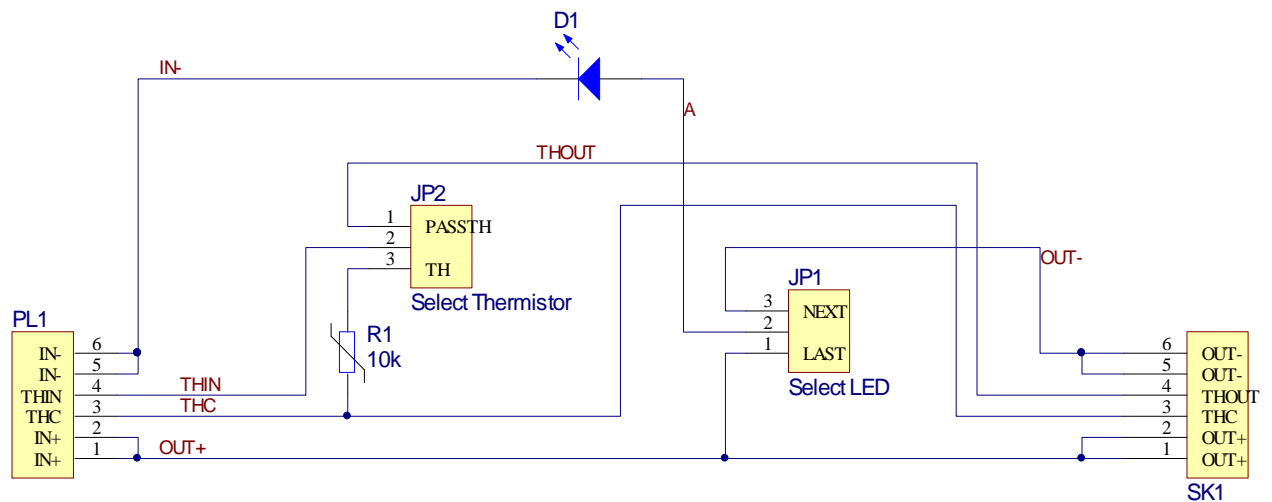 D1
IN-
A
THOUT
JP2
1 PASSTH
2
3 TH
Select Thermistor
OUT-
JP1
3 NEXT
2
1 LAST
Select LED
PL1
IN- 6
IN- 5
THIN 4
THC 3
IN+ 2
IN+ 1
R1
10k
THIN
THC
OUT+
6 OUT-
5 OUT-
4 THOUT
3 THC
2 OUT+
1 OUT+
SK1